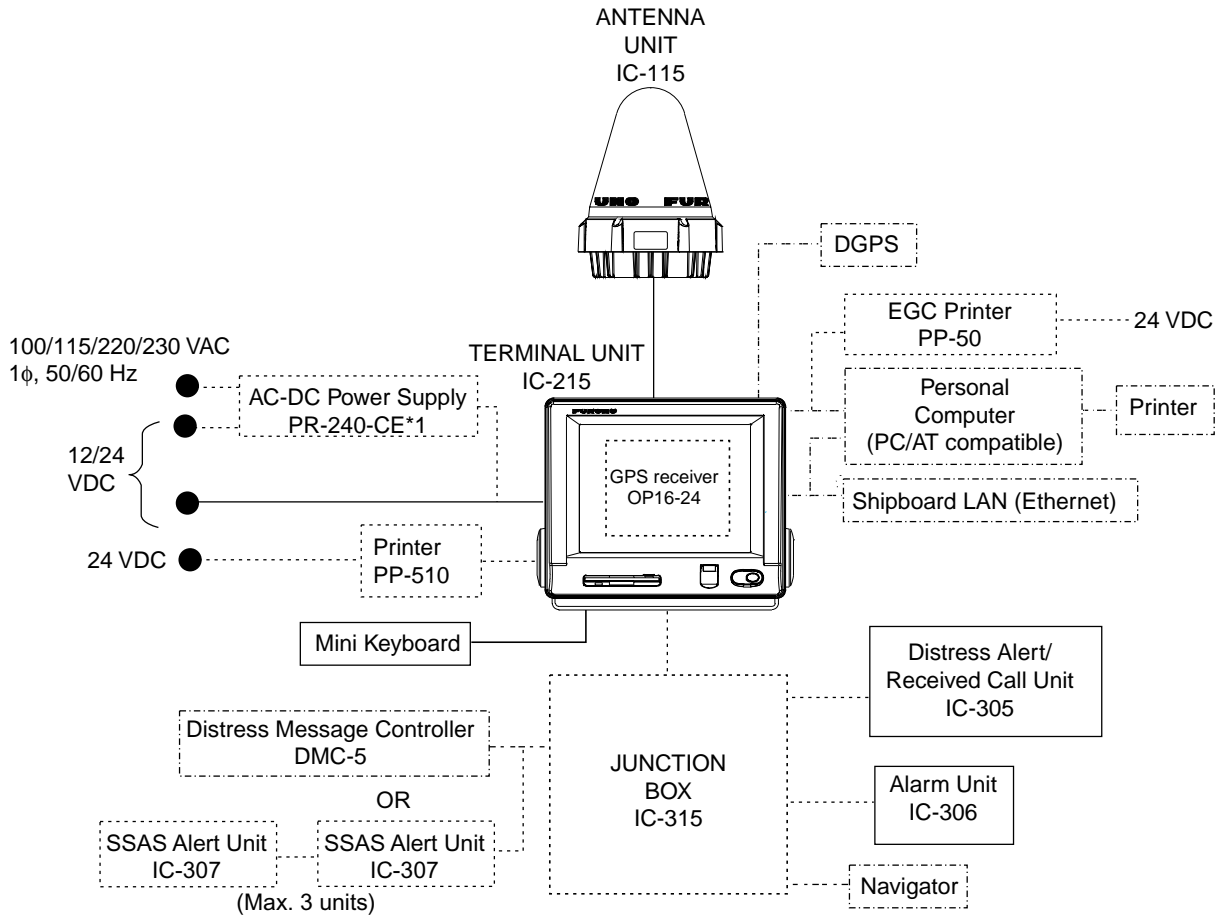 ANTENNA
UNIT
IC-115
UNO FUR
DGPS
EGC Printer
PP-50
24 VDC
100/115/220/230 VAC
1ϕ, 50/60 Hz
TERMINAL UNIT
IC-215
AC-DC Power Supply
PR-240-CE*1
Personal
Computer
(PC/AT compatible)
Printer
12/24
VDC
FURUNO
GPS receiver
OP16-24
Shipboard LAN (Ethernet)
24 VDC
Printer
PP-510
Mini Keyboard
Distress Alert/
Received Call Unit
IC-305
Distress Message Controller
DMC-5
JUNCTION
BOX
IC-315
OR
Alarm Unit
IC-306
SSAS Alert Unit
IC-307
SSAS Alert Unit
IC-307
(Max. 3 units)
Navigator